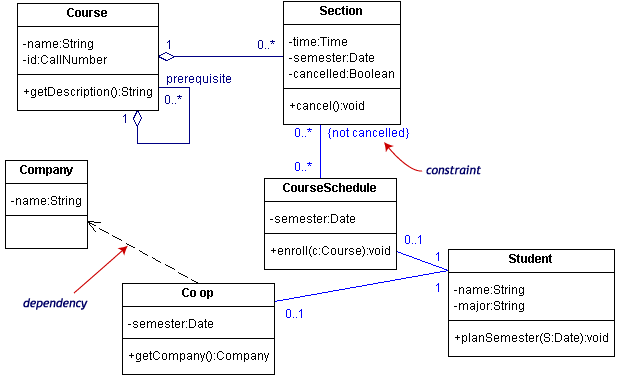 Course
-name:String
-id:CallNumber
+getDescription():String
1
0..*
prerequisite
0..*
1
Section
-time:Time
-semester:Date
-cancelled:Boolean
+cancel():void
0..*
{not cancelled}
constraint
0..*
Company
-name:String
dependency
CourseSchedule
-semester:Date
+enroll(c:Course):void
0..1
1
Student
-name:String
-major:String
+planSemester(S:Date):void
1
0..1
Co op
-semester:Date
+getCompany():Company